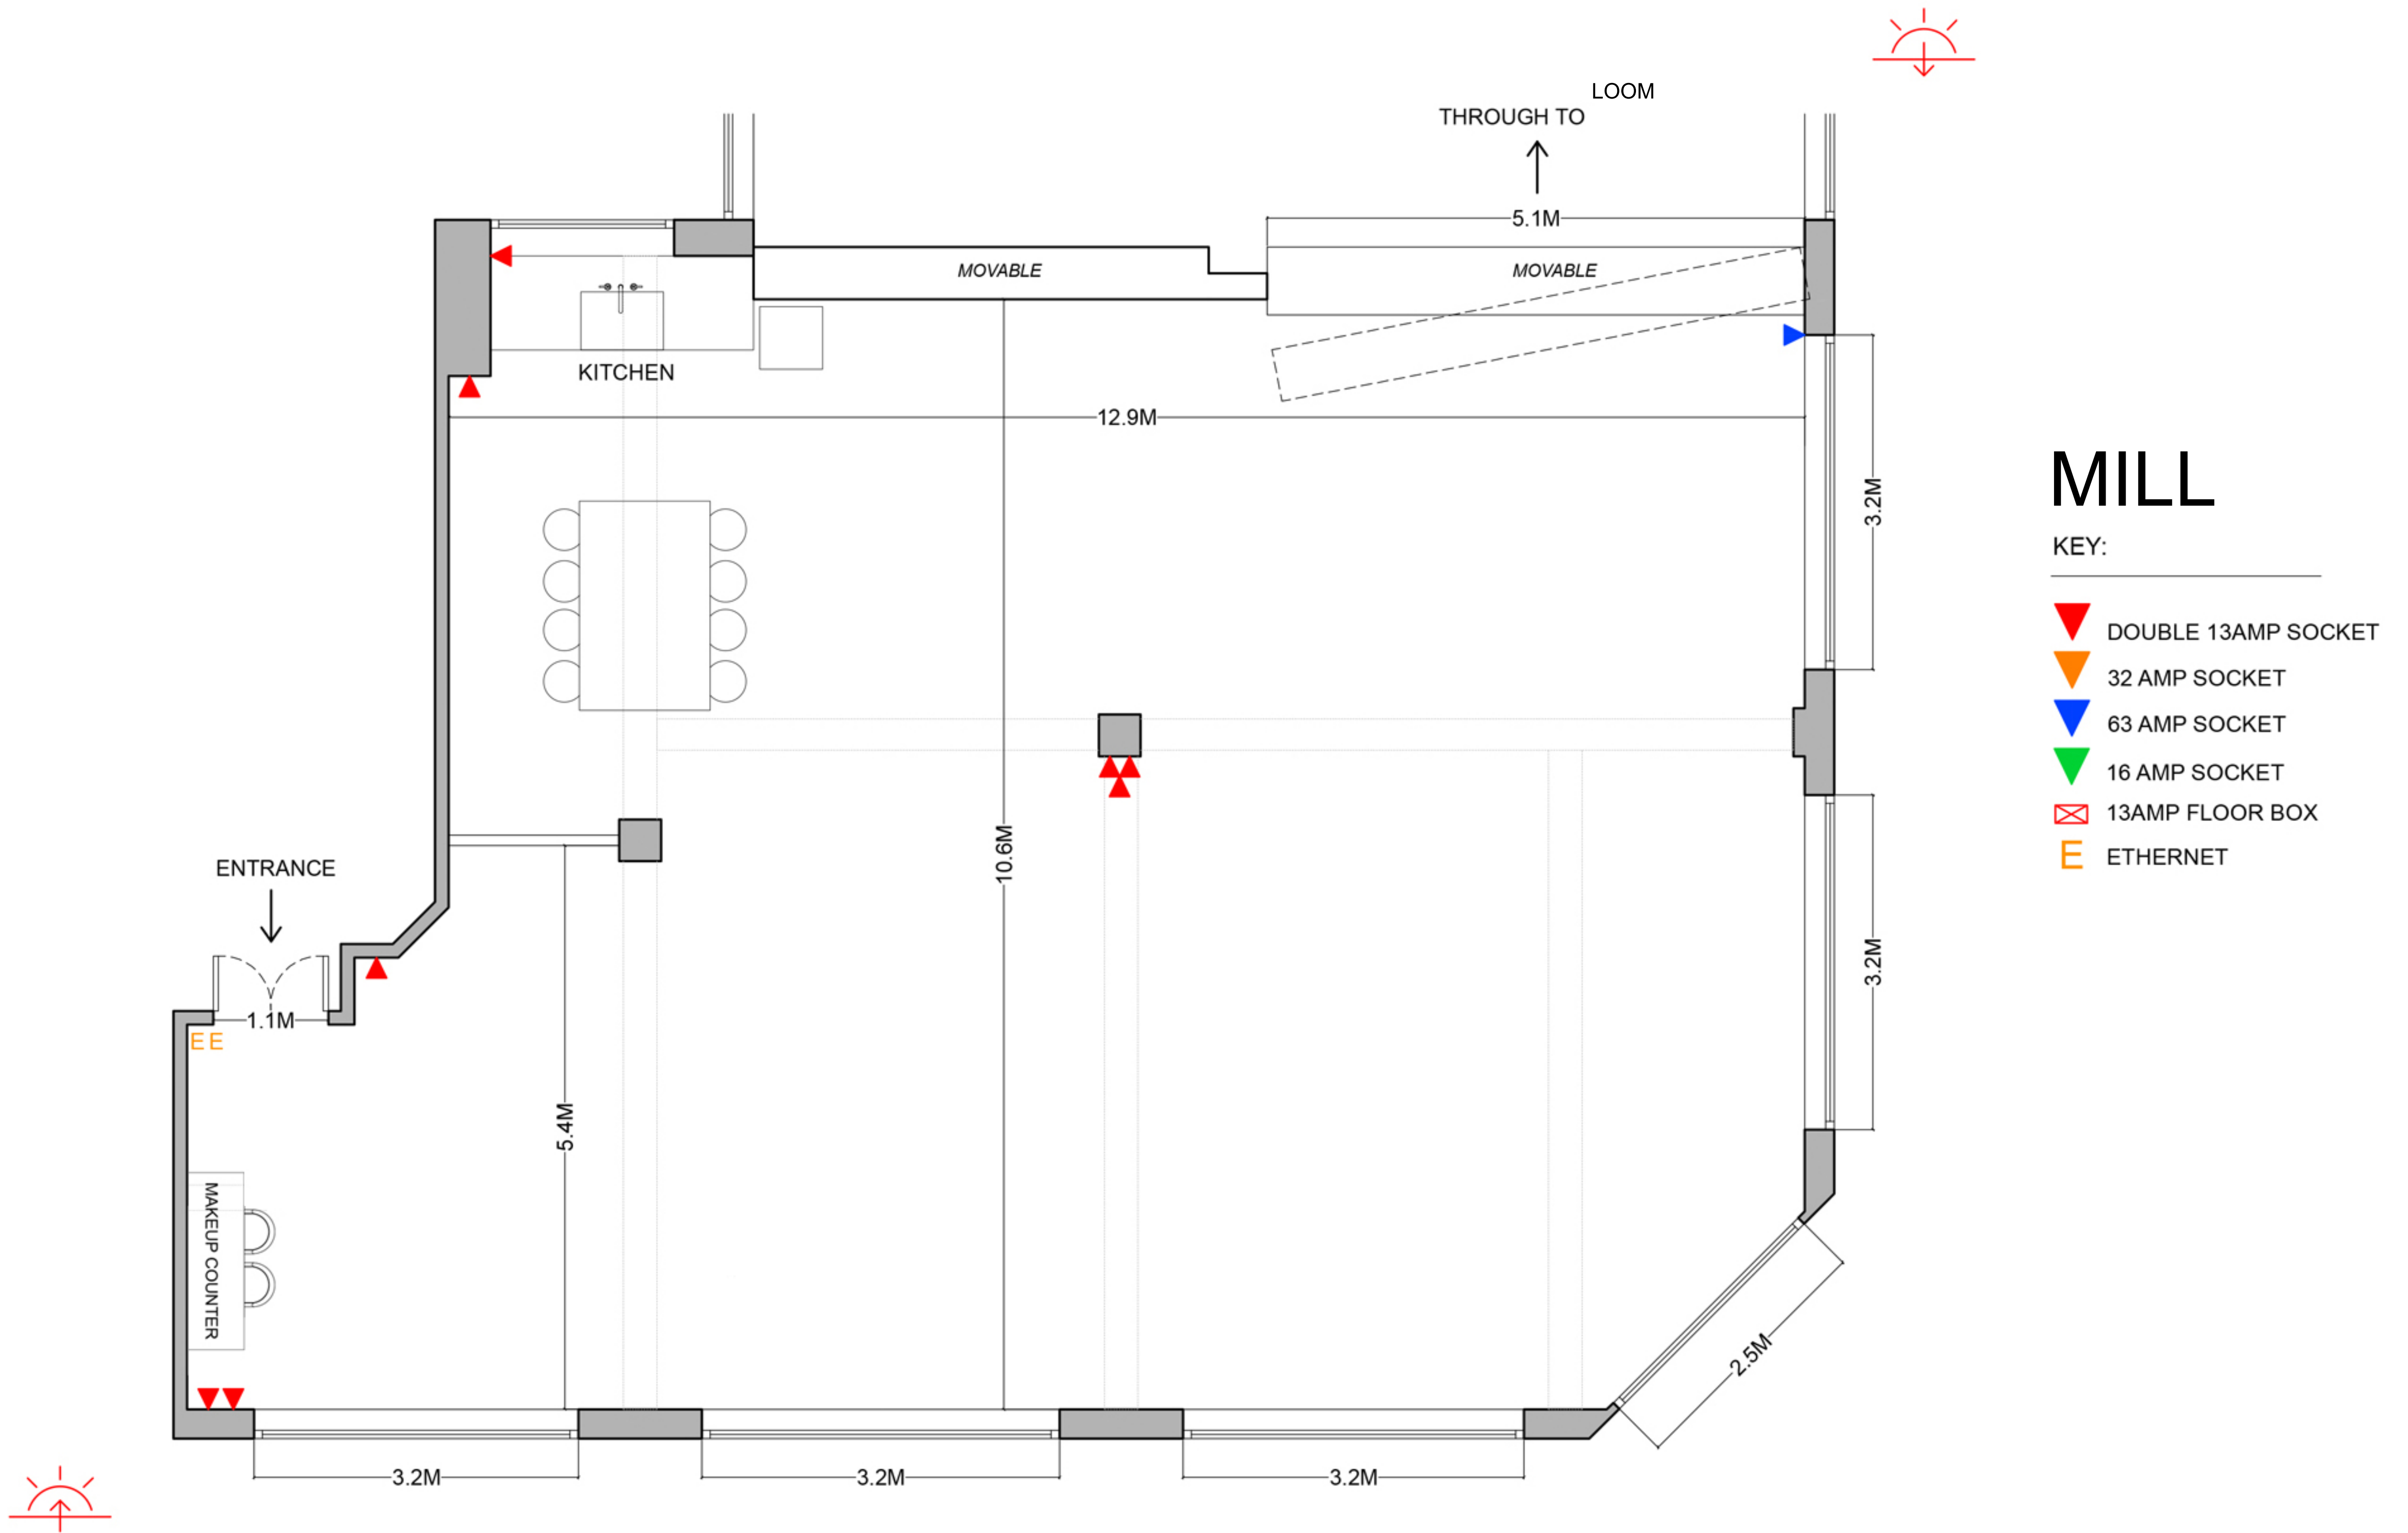 LOOM
THROUGH TO
5.1M
MOVABLE
MOVABLE
KITCHEN
12.9M
3.2M
MILL
KEY:
DOUBLE 13AMP SOCKET
32 AMP SOCKET
63 AMP SOCKET
16 AMP SOCKET
13AMP FLOOR BOX
E ETHERNET
10.6M
ENTRANCE
3.2M
1.1M
E E
5.4M
MAKEUP COUNTER
2.5M
3.2M
3.2M
3.2M